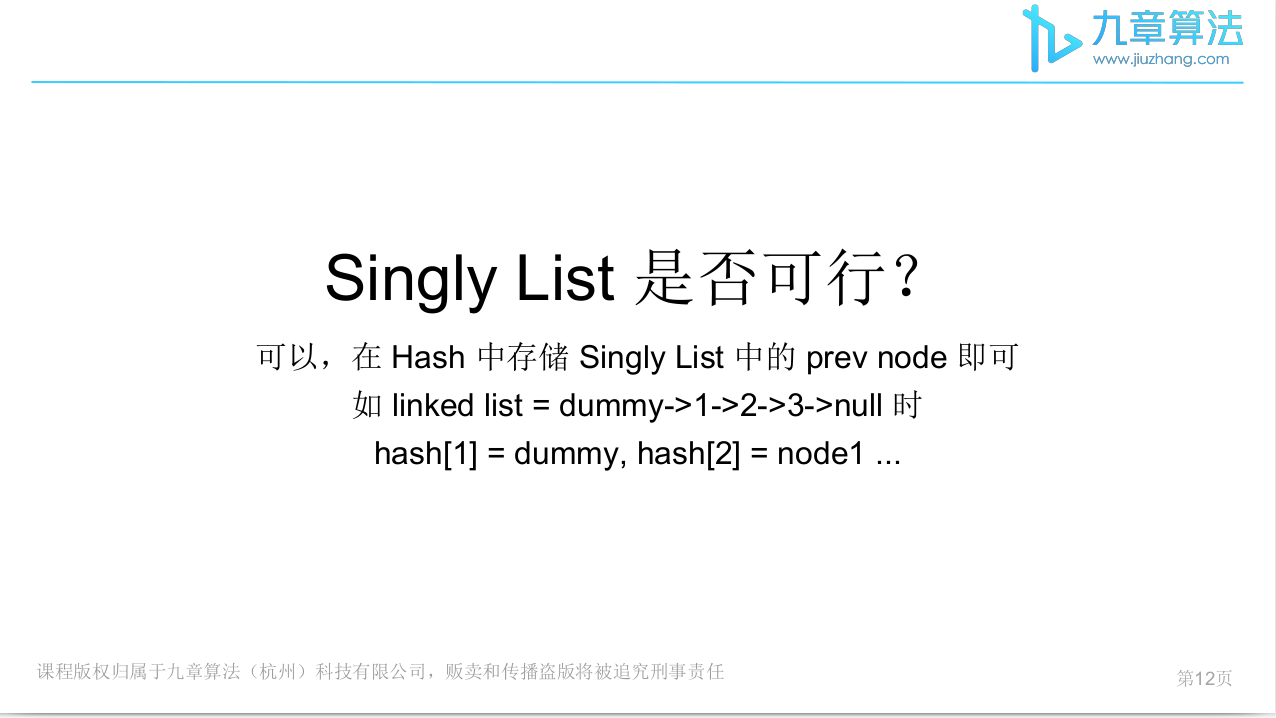 九章算法
www.jiuzhang.com
Singly List 是否可行？
可以，在 Hash 中存储 Singly List 中的 prev node 即可
如 linked list = dummy->1->2->3->null 时
hash[1] = dummy, hash[2] = node1 ...
课程版权归属于九章算法（杭州）科技有限公司，贩卖和传播盗版将被追究刑事责任
第12页